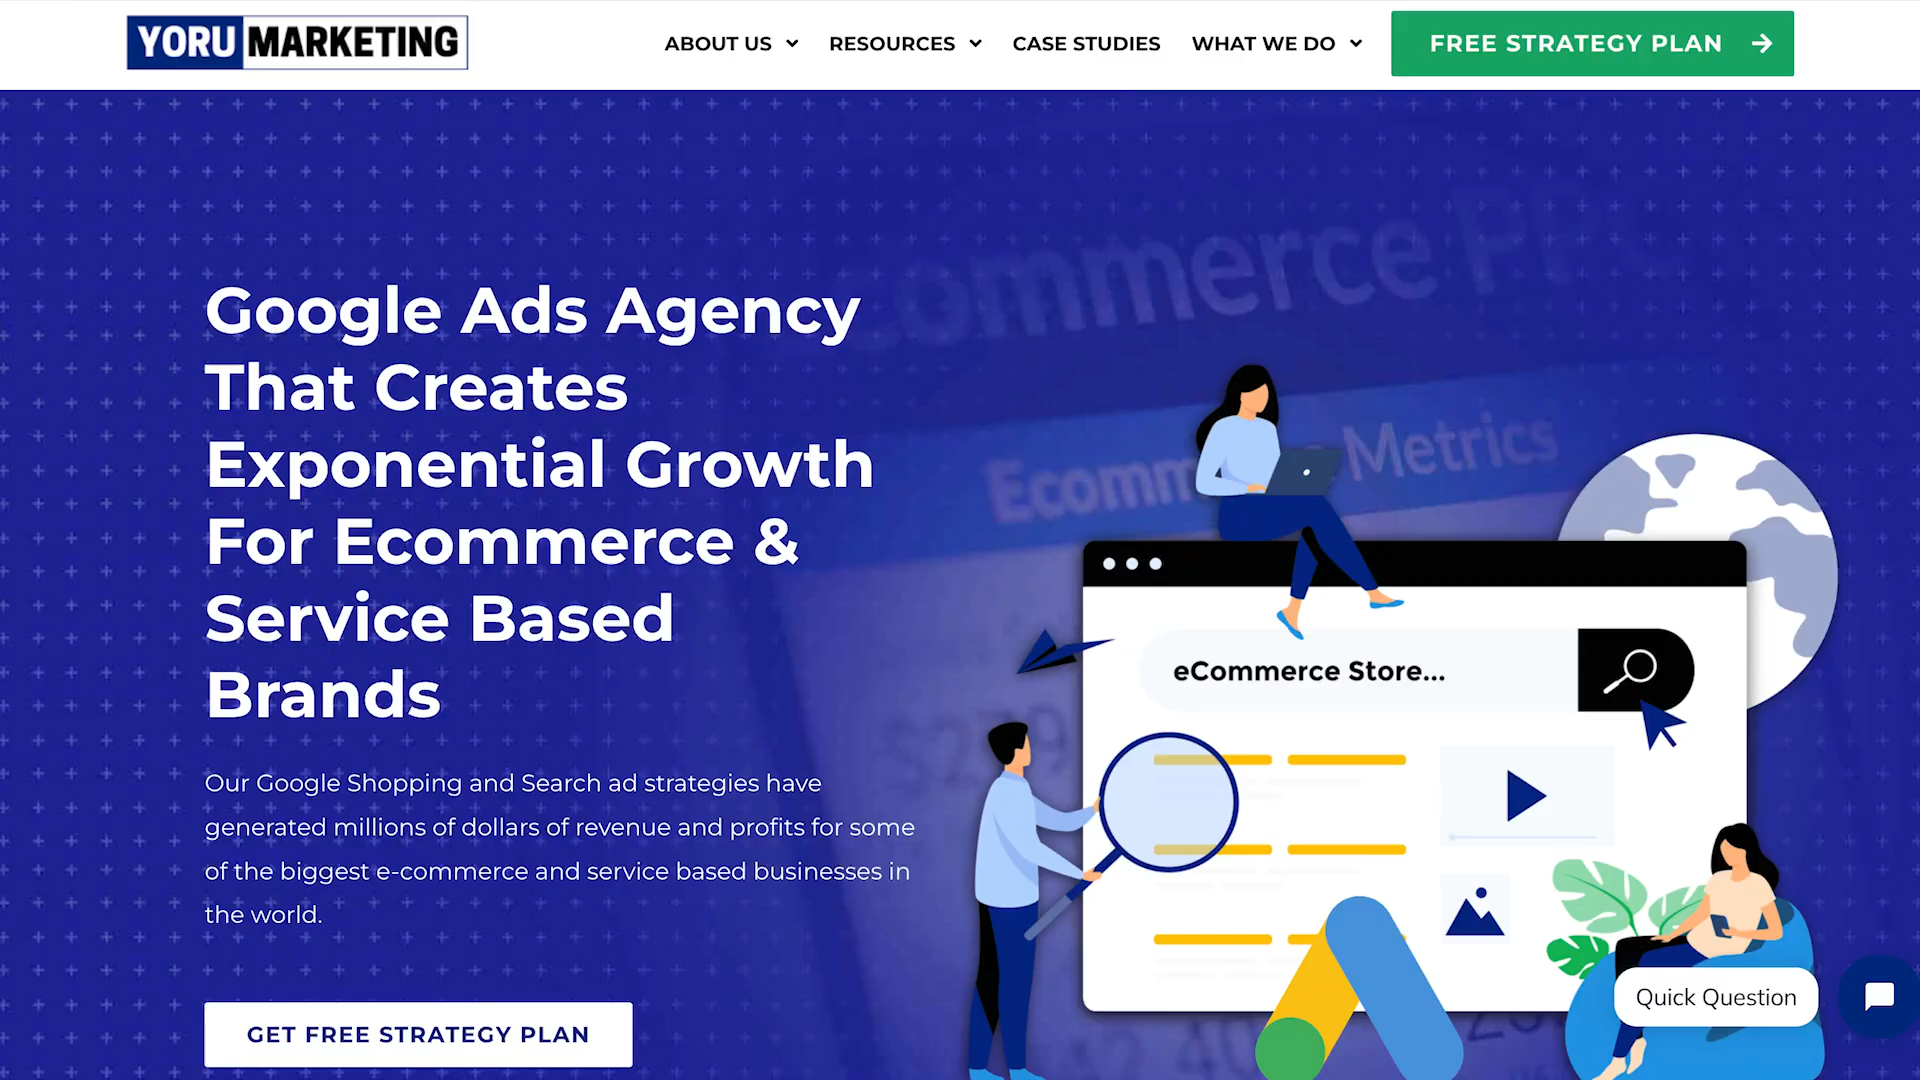 YORU MARKETING
ABOUT US
RESOURCES
CASE STUDIES
WHAT WE DO
FREE STRATEGY PLAN
Ecommerce PPC
Ecomm Metrics
Google Ads Agency
That Creates
Exponential Growth
For Ecommerce &
Service Based
Brands
Our Google Shopping and Search ad strategies have
generated millions of dollars of revenue and profits for some
of the biggest e-commerce and service based businesses in
the world.
GET FREE STRATEGY PLAN
eCommerce Store...
Quick Question